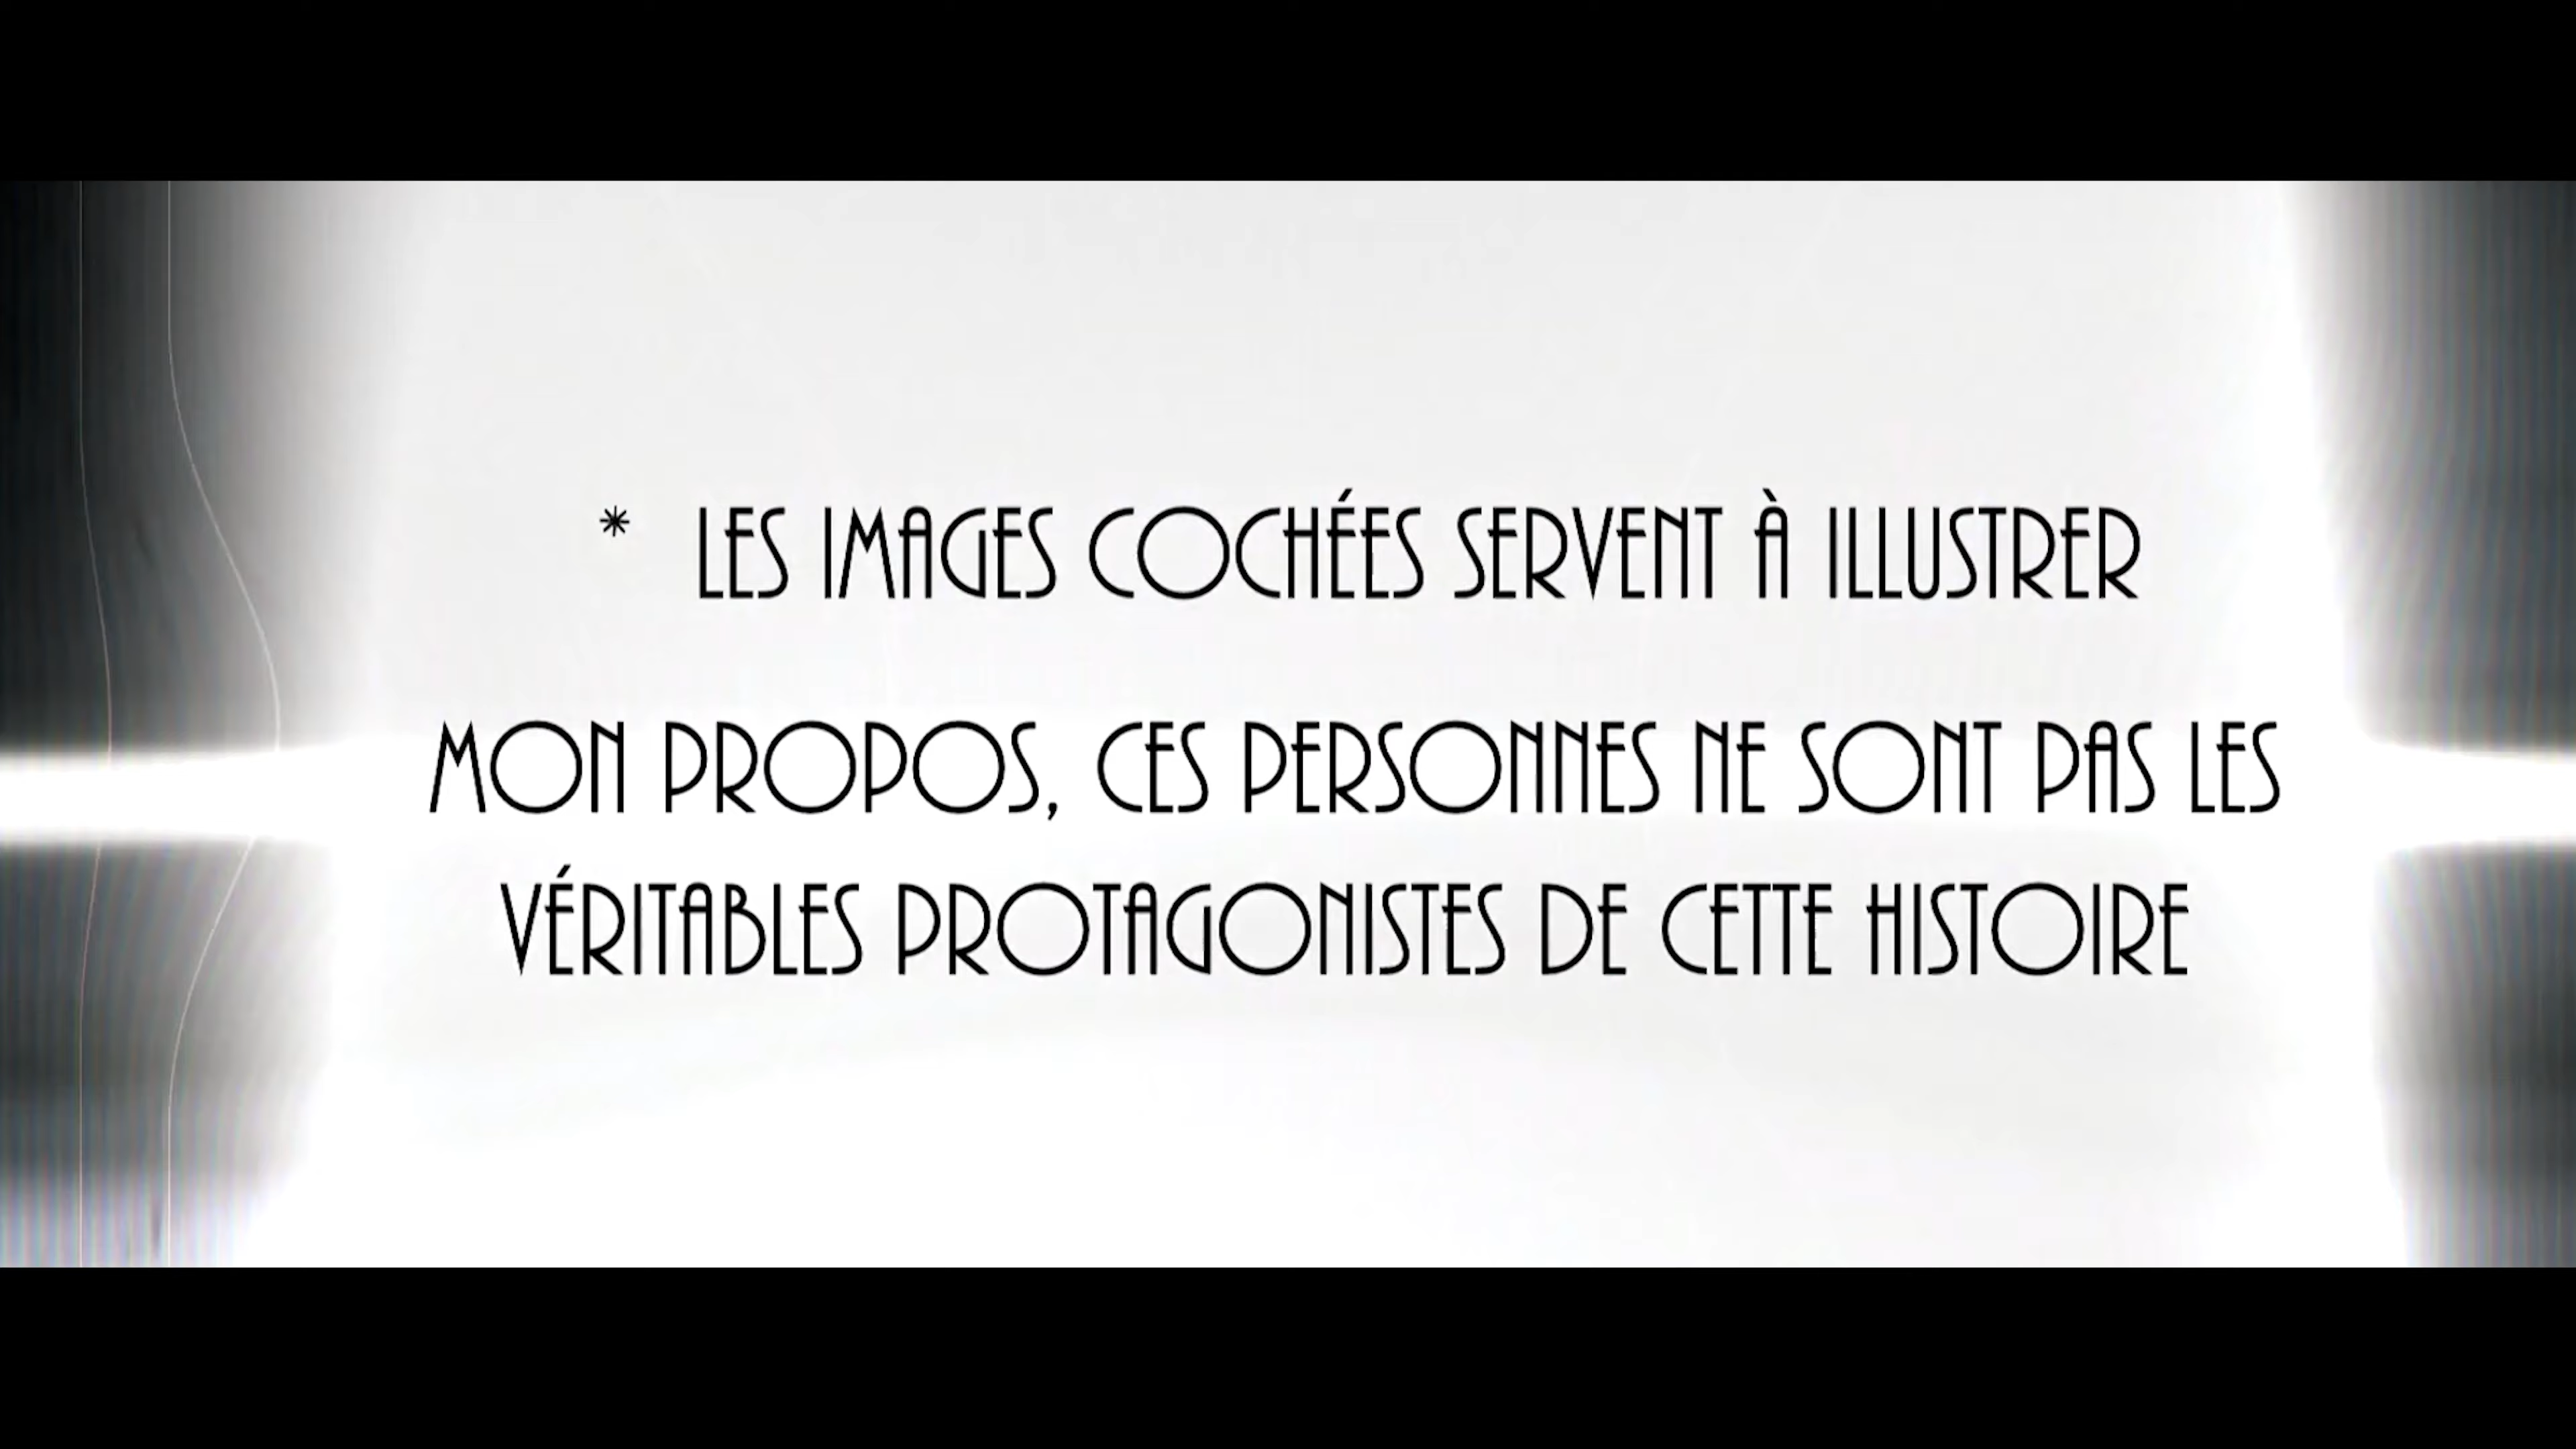 * LES IMAGES COCHÉES SERVENT À ILLUSTRER
MON PROPOS, CES PERSONNES NE SONT PAS LES
VÉRITABLES PROTAGONISTES DE CETTE HISTOIRE